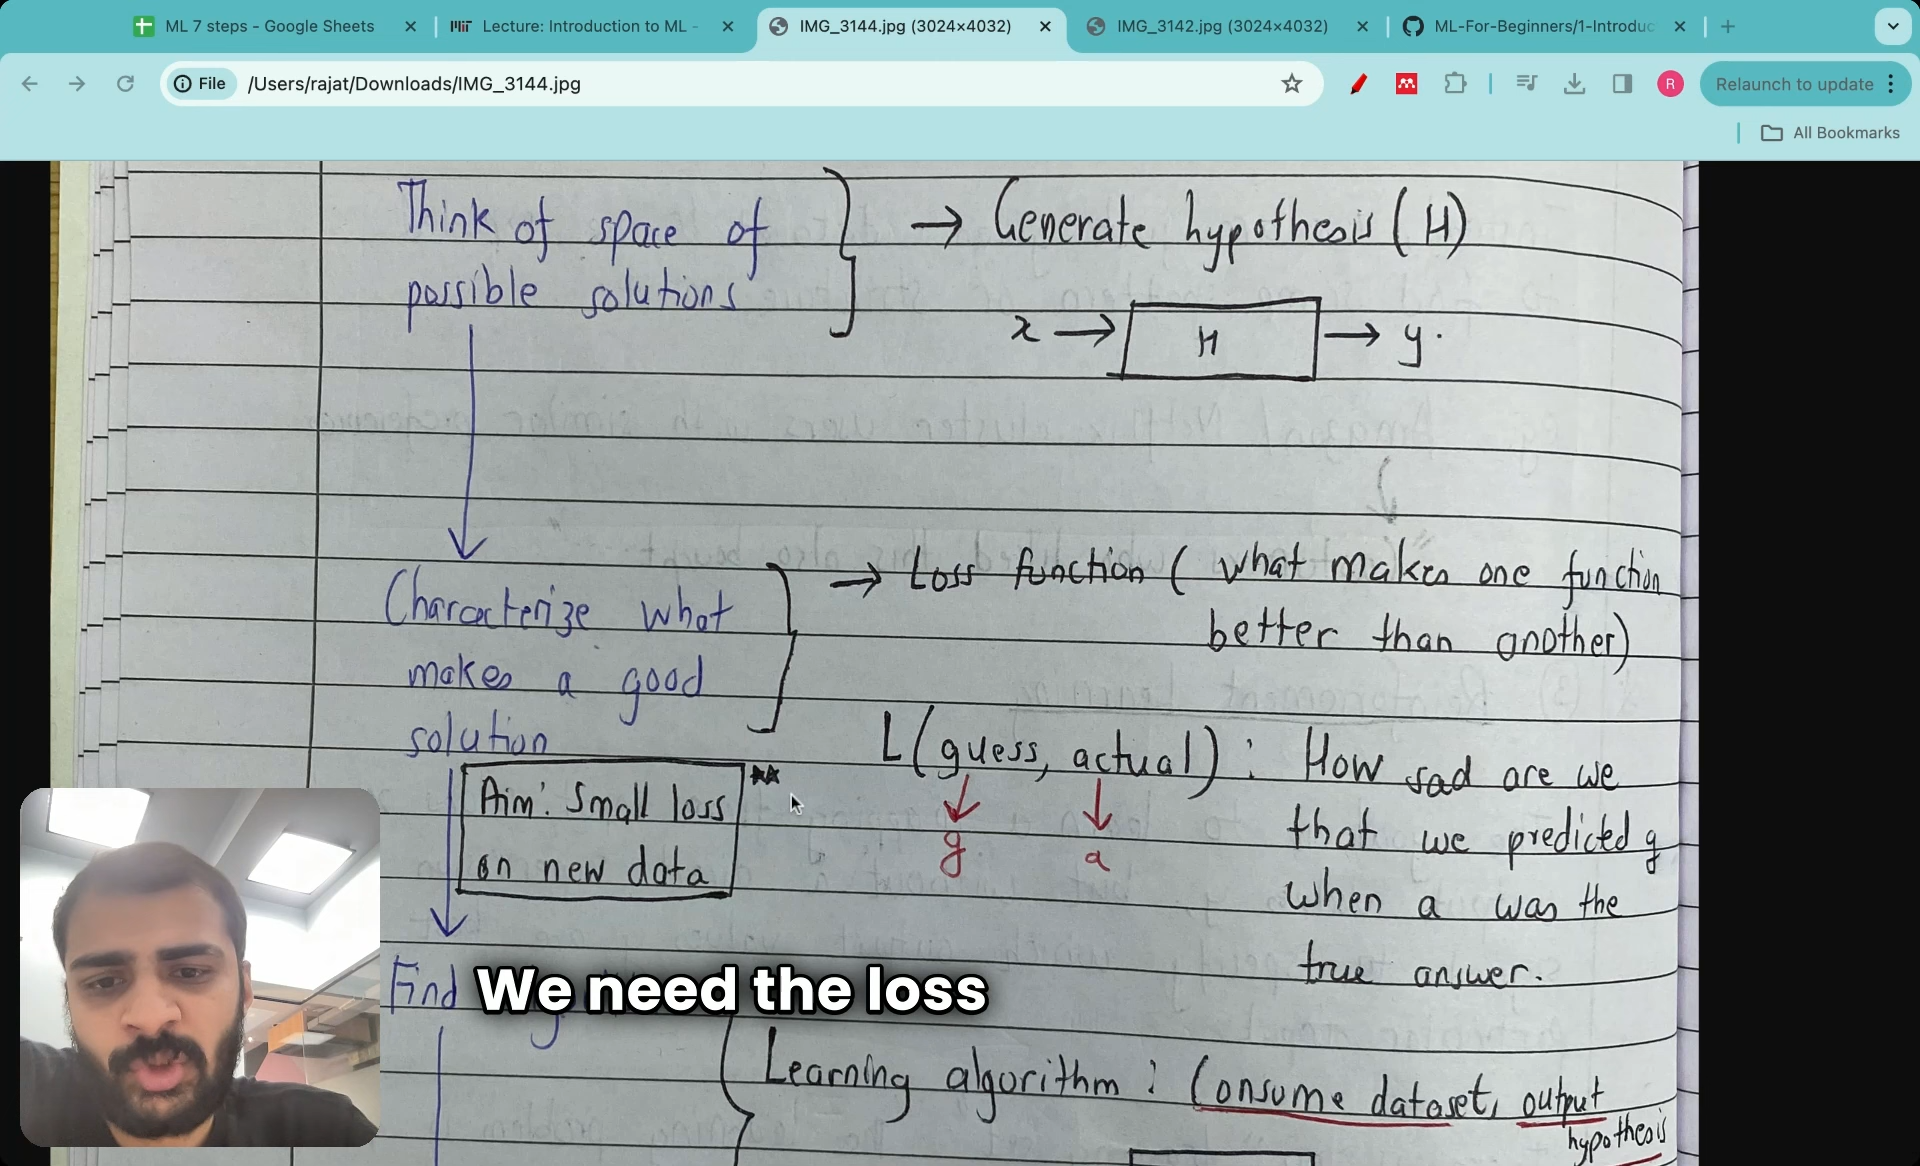 ML 7 steps - Google Sheets
MIT Lecture: Introduction to ML -
IMG_3144.jpg (3024×4032)
IMG_3142.jpg (3024×4032)
ML-For-Beginners/1-Introduc
File /Users/rajat/Downloads/IMG_3144.jpg
R
Relaunch to update
All Bookmarks
Think of space of
possible solutions
→ Generate hypothesis (H)
x → H → y.
Characterize what
makes a good
solution
→ Loss function ( what makes one function
better than another)
L(guess, actual) : How sad are we
that we predicted g
when a was the
true answer.
g a
Aim: Small loss
on new data
Find
We need the loss
Learning algorithm : Consume dataset, output
hypothesis